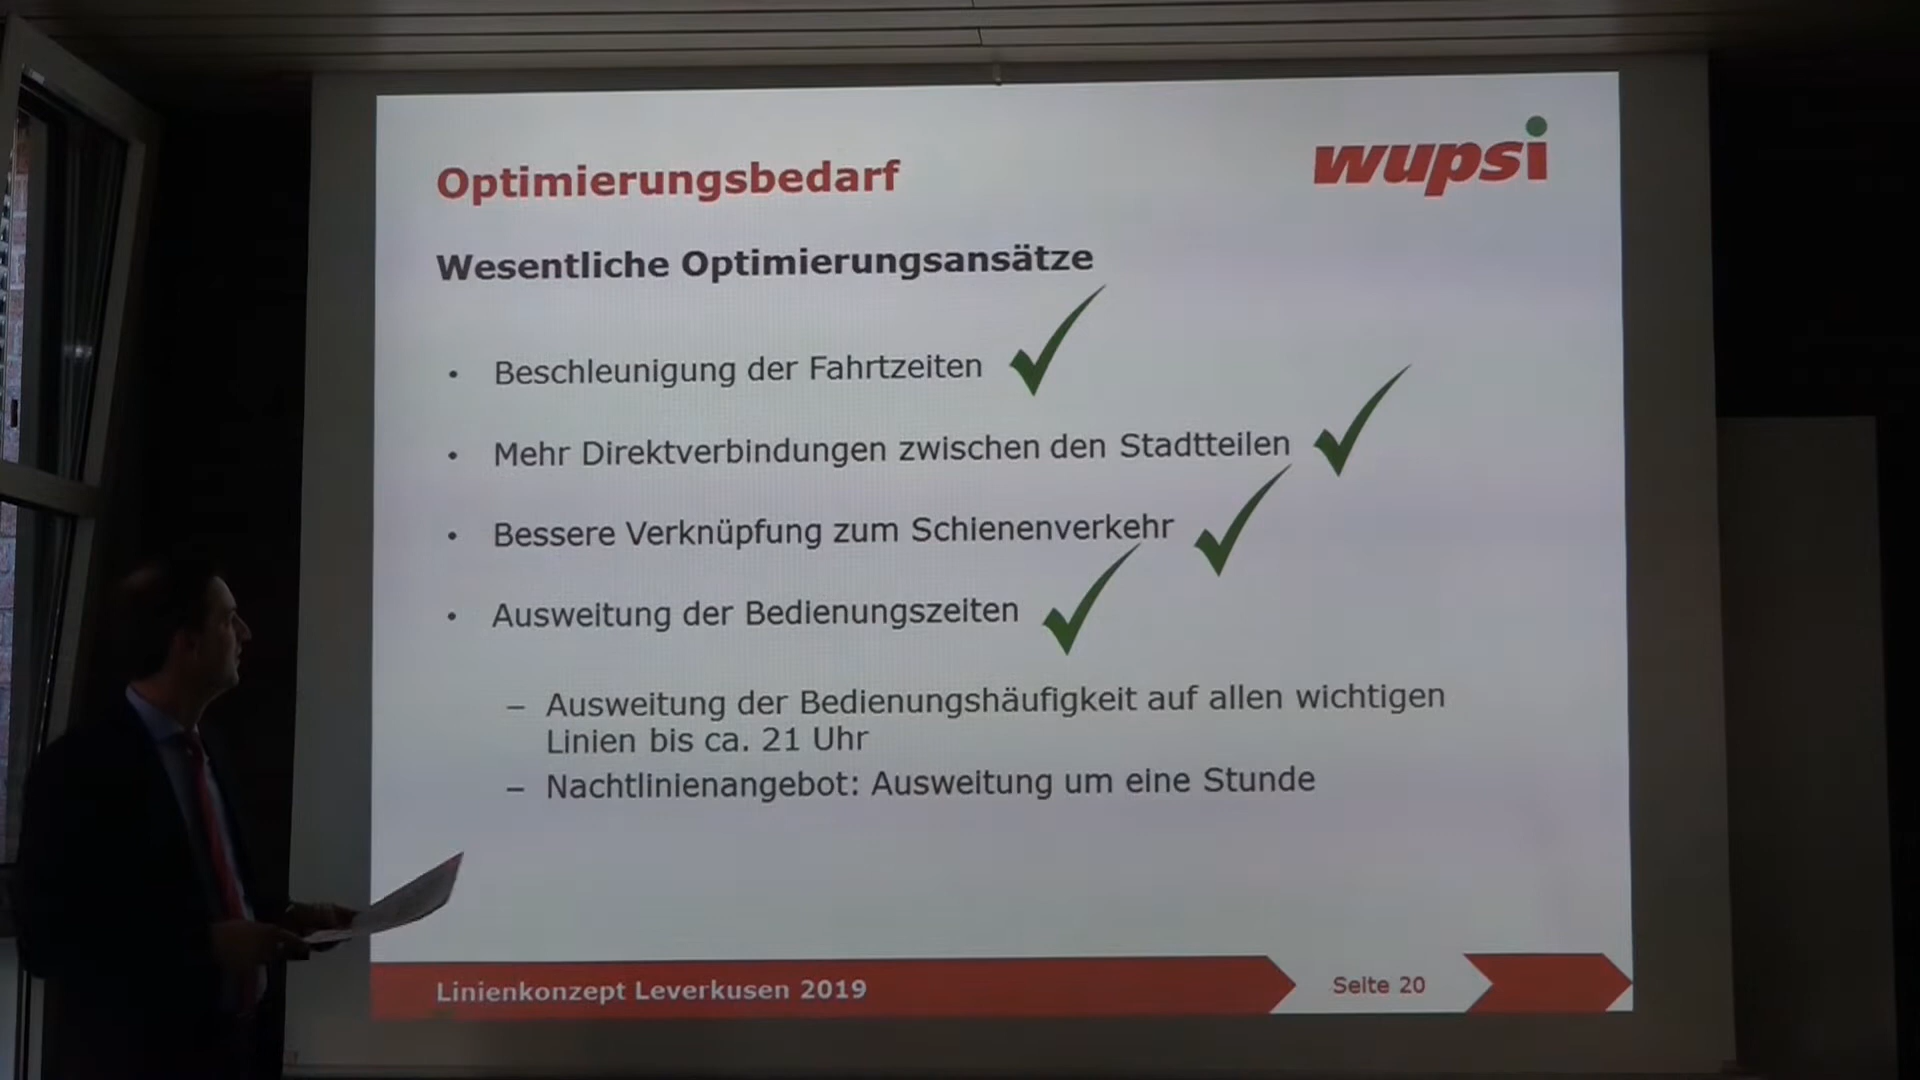 Optimierungsbedarf
wupsi
Wesentliche Optimierungsansätze
• Beschleunigung der Fahrtzeiten
• Mehr Direktverbindungen zwischen den Stadtteilen
• Bessere Verknüpfung zum Schienenverkehr
• Ausweitung der Bedienungszeiten
– Ausweitung der Bedienungshäufigkeit auf allen wichtigen
Linien bis ca. 21 Uhr
– Nachtlinienangebot: Ausweitung um eine Stunde
Linienkonzept Leverkusen 2019
Seite 20